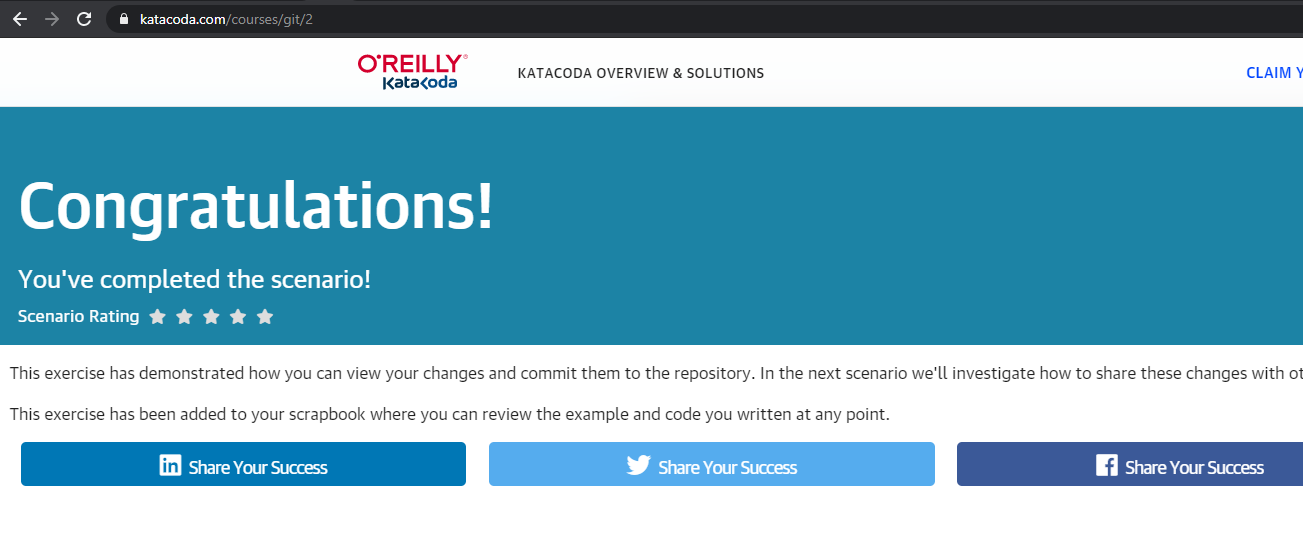 katacoda.com/courses/git/2
O'REILLY®
KataKoda
KATACODA OVERVIEW & SOLUTIONS
CLAIM Y
Congratulations!
You've completed the scenario!
Scenario Rating
This exercise has demonstrated how you can view your changes and commit them to the repository. In the next scenario we'll investigate how to share these changes with ot
This exercise has been added to your scrapbook where you can review the example and code you written at any point.
in Share Your Success
Share Your Success
f Share Your Success